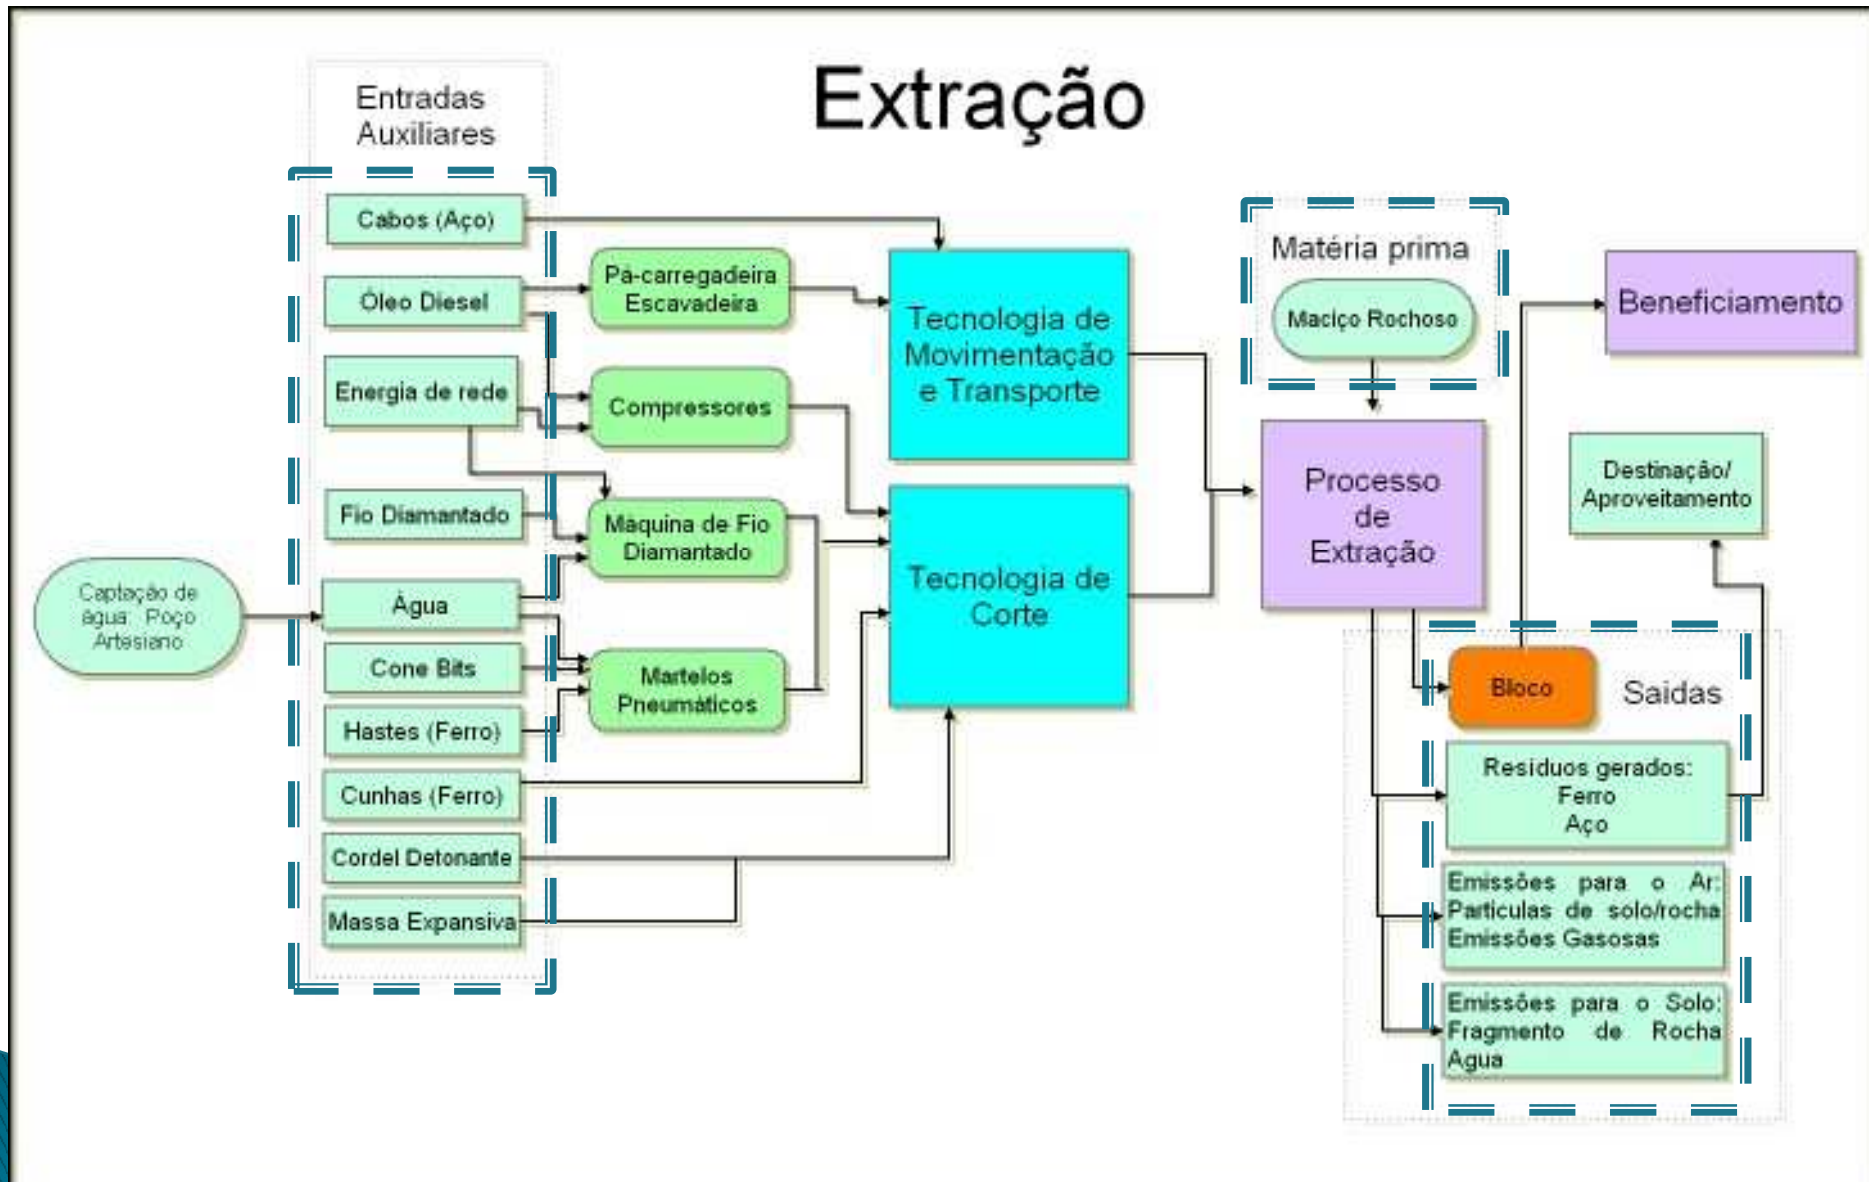 Extração
Entradas
Auxiliares
Cabos (Aço)
Óleo Diesel
Energia de rede
Fio Diamantado
Captação de
água: Poço
Artesiano
Água
Cone Bits
Hastes (Ferro)
Cunhas (Ferro)
Cordel Detonante
Massa Expansiva
Pá-carregadeira
Escavadeira
Compressores
Máquina de Fio
Diamantado
Martelos
Pneumáticos
Tecnologia de
Movimentação
e Transporte
Tecnologia de
Corte
Matéria prima
Maciço Rochoso
Processo
de
Extração
Beneficiamento
Destinação/
Aproveitamento
Bloco
Saidas
Resíduos gerados:
Ferro
Aço
Emissões para o Ar:
Particulas de solo/rocha
Emissões Gasosas
Emissões para o Solo:
Fragmento de Rocha
Agua